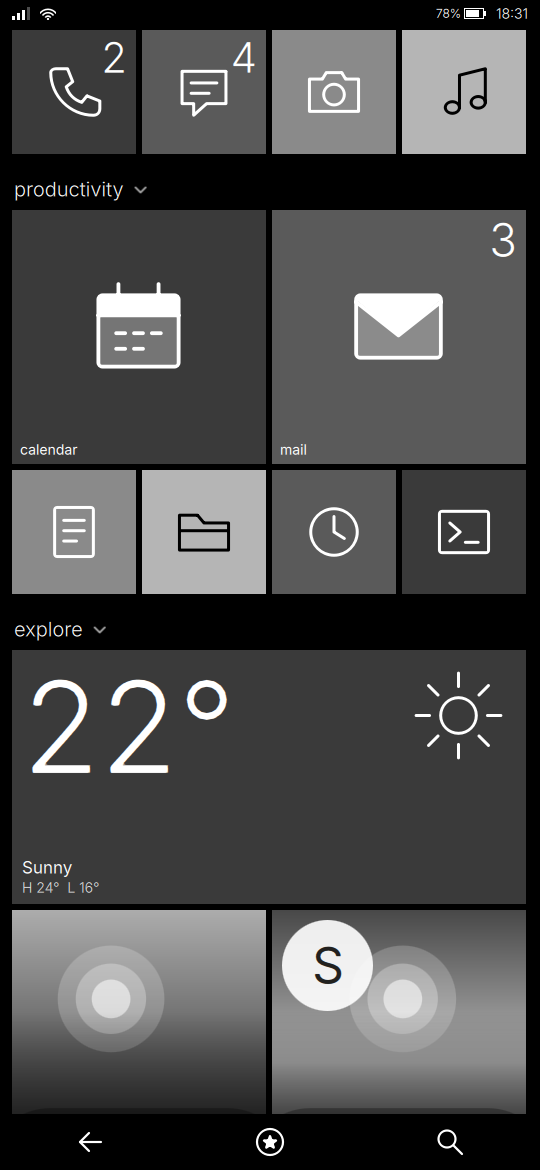 78% 18:31
2
4
productivity
3
calendar
mail
explore
22°
Sunny
H 24° L 16°
S